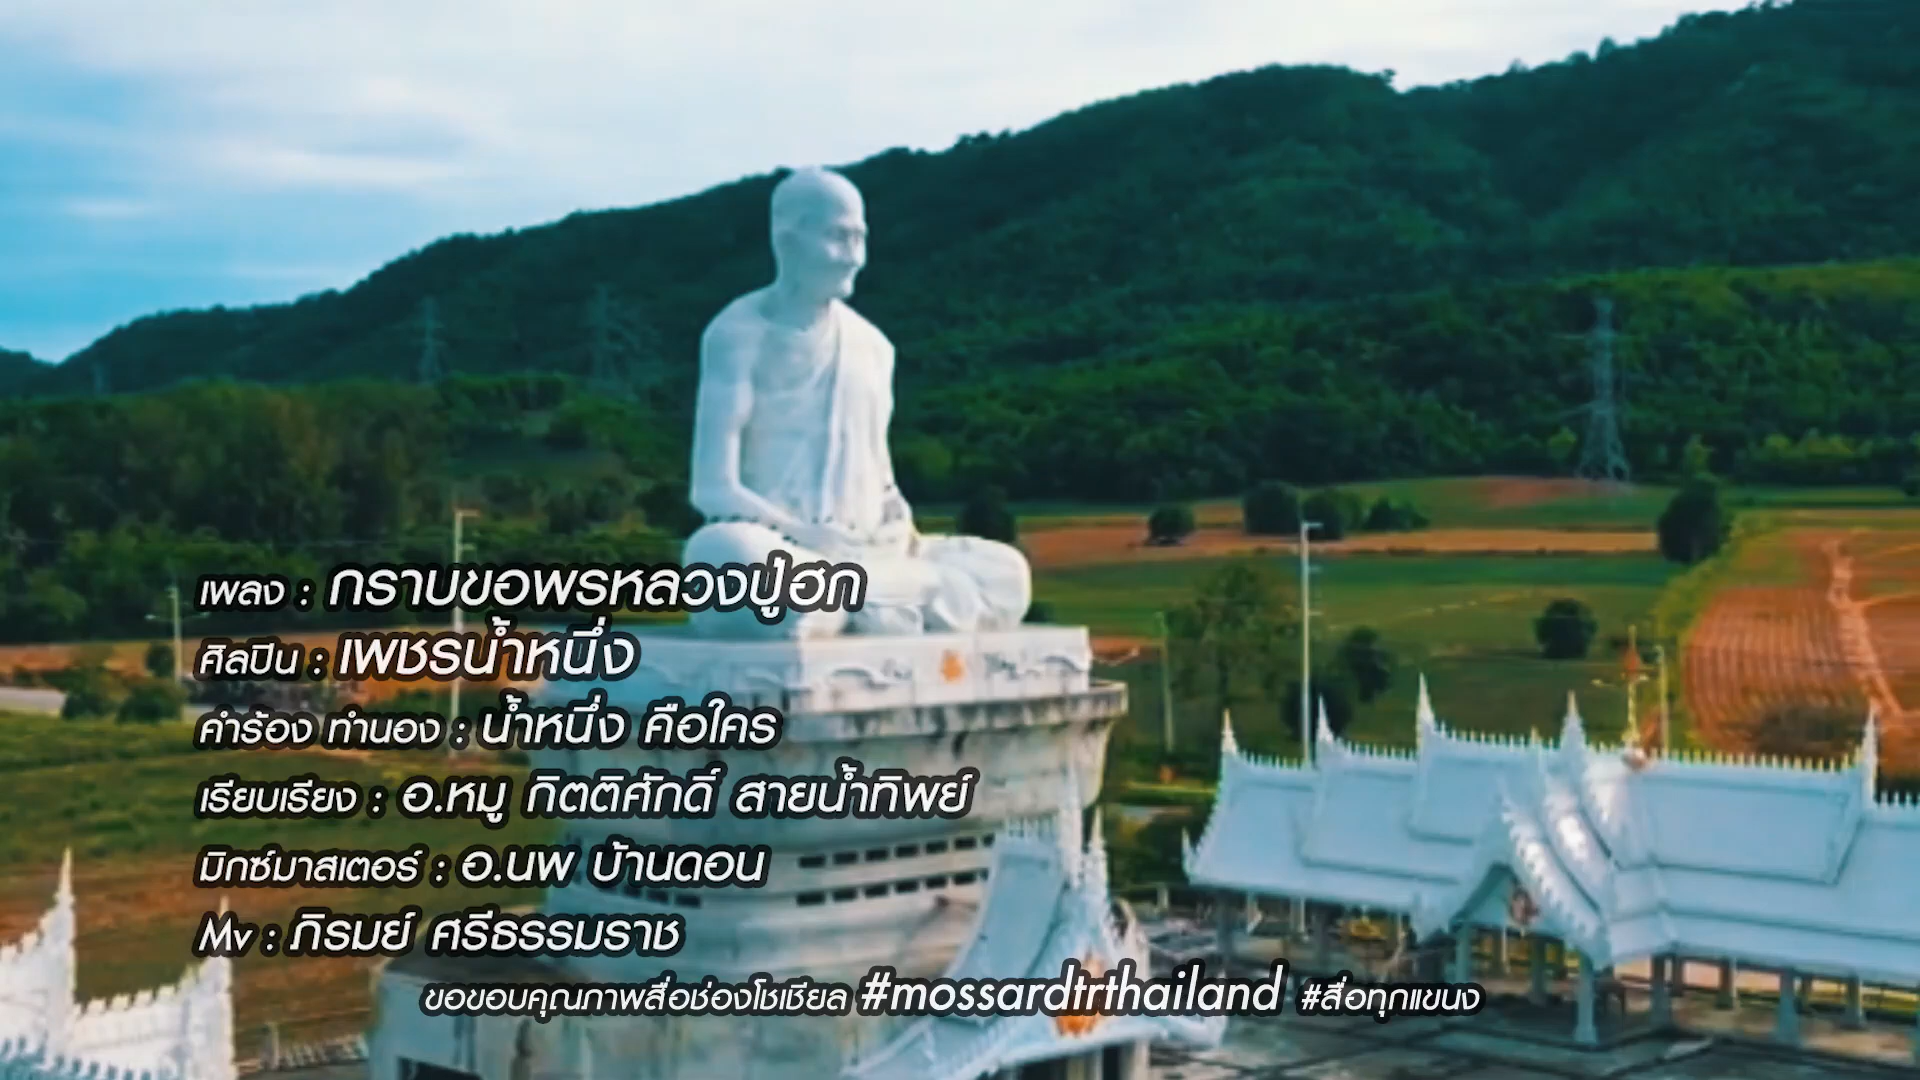 เพลง : กราบขอพรหลวงปู่ฮก
ศิลปิน : เพชรน้ำหนึ่ง
คำร้อง ทำนอง : น้ำหนึ่ง คือใคร
เรียบเรียง : อ.หมู กิตติศักดิ์ สายน้ำทิพย์
มิกซ์มาสเตอร์ : อ.นพ บ้านดอน
Mv : ภิรมย์ ศรีธรรมราช
ขอขอบคุณภาพสื่อช่องโชเชียล #mossardtrthailand #สื่อทุกแขนง